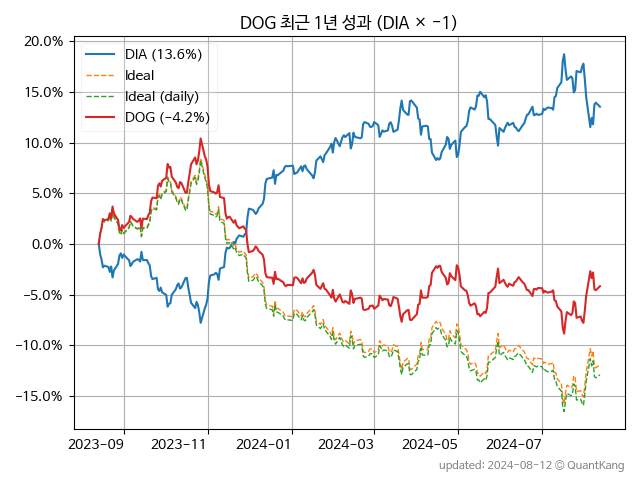 DOG 최근 1년 성과 (DIA × −1)
20.0%
15.0%
10.0%
5.0%
0.0%
−5.0%
−10.0%
−15.0%
DIA (13.6%)
Ideal
Ideal (daily)
DOG (−4.2%)
2023-09 2023-11 2024-01 2024-03 2024-05 2024-07
updated: 2024-08-12 © QuantKang